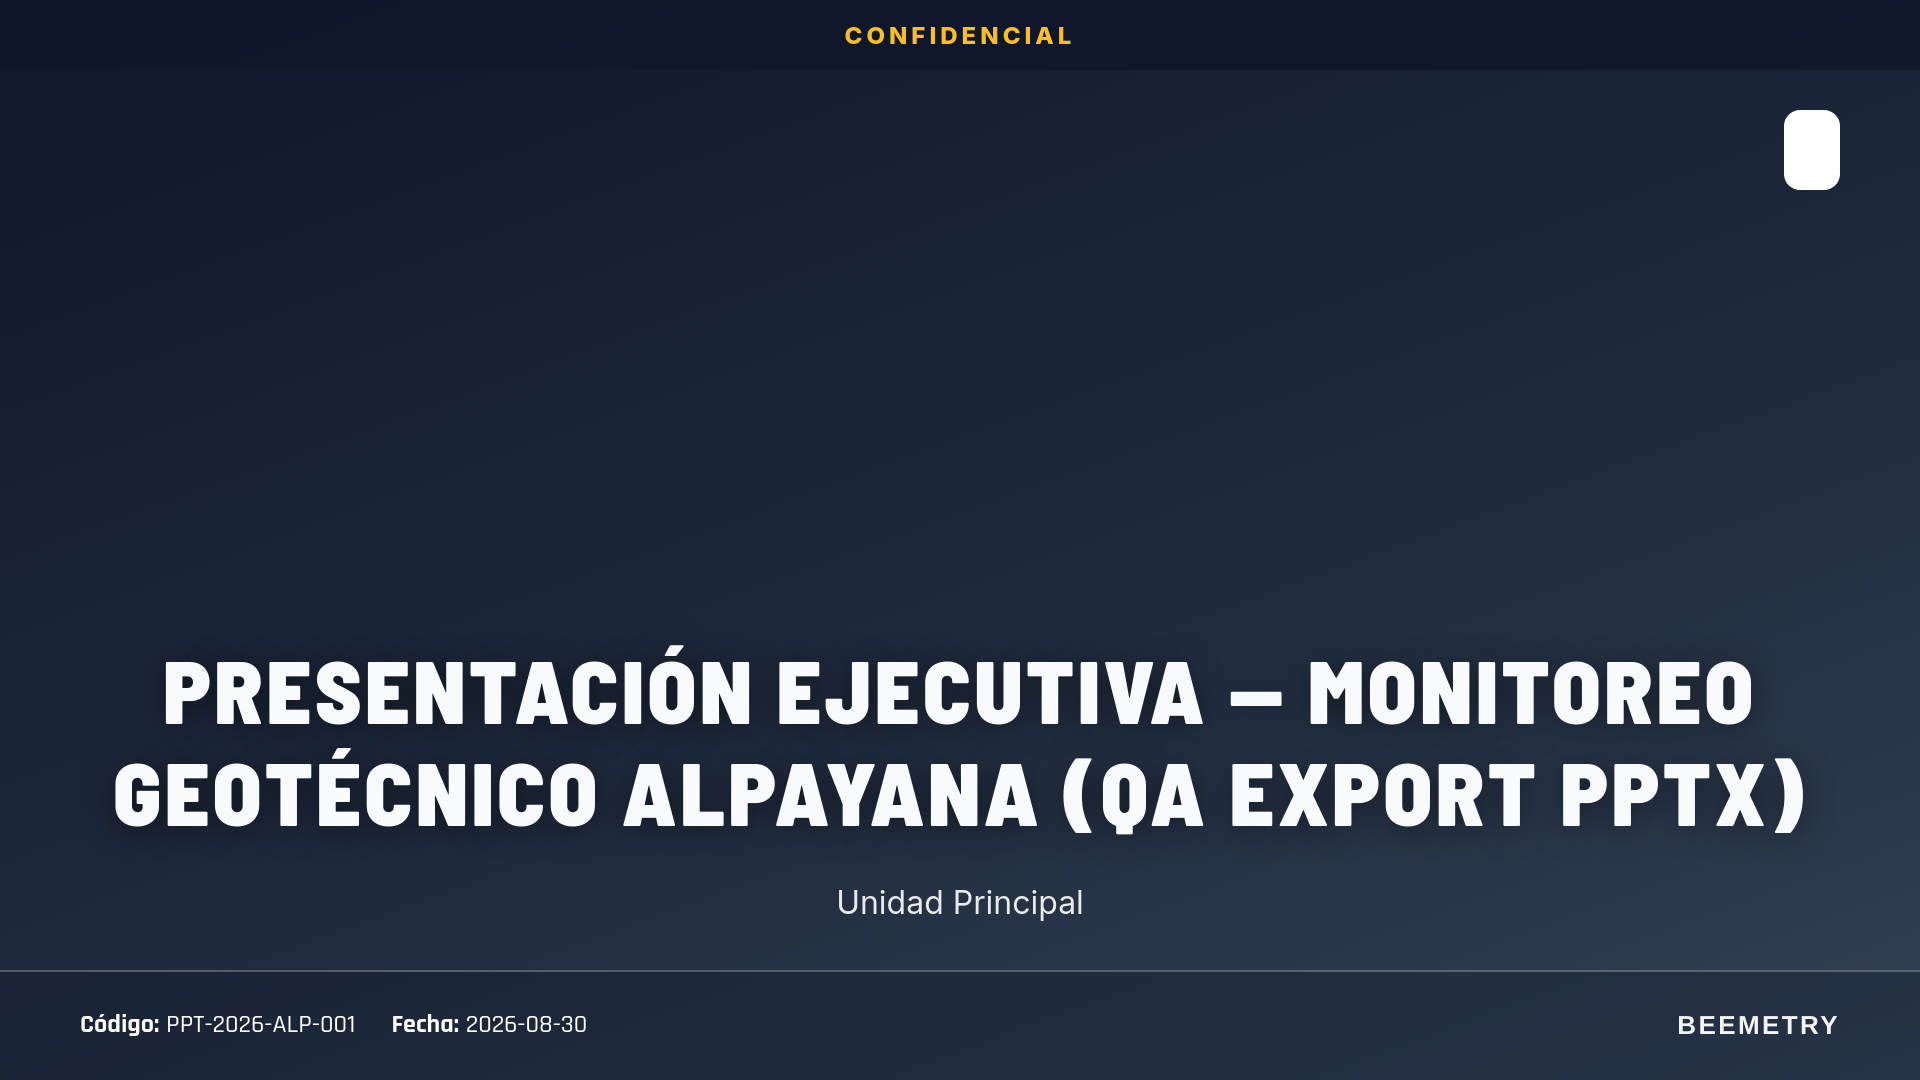 CONFIDENCIAL
PRESENTACIÓN EJECUTIVA — MONITOREO
GEOTÉCNICO ALPAYANA (QA EXPORT PPTX)
Unidad Principal
Código: PPT-2026-ALP-001 Fecha: 2026-08-30
BEEMETRY